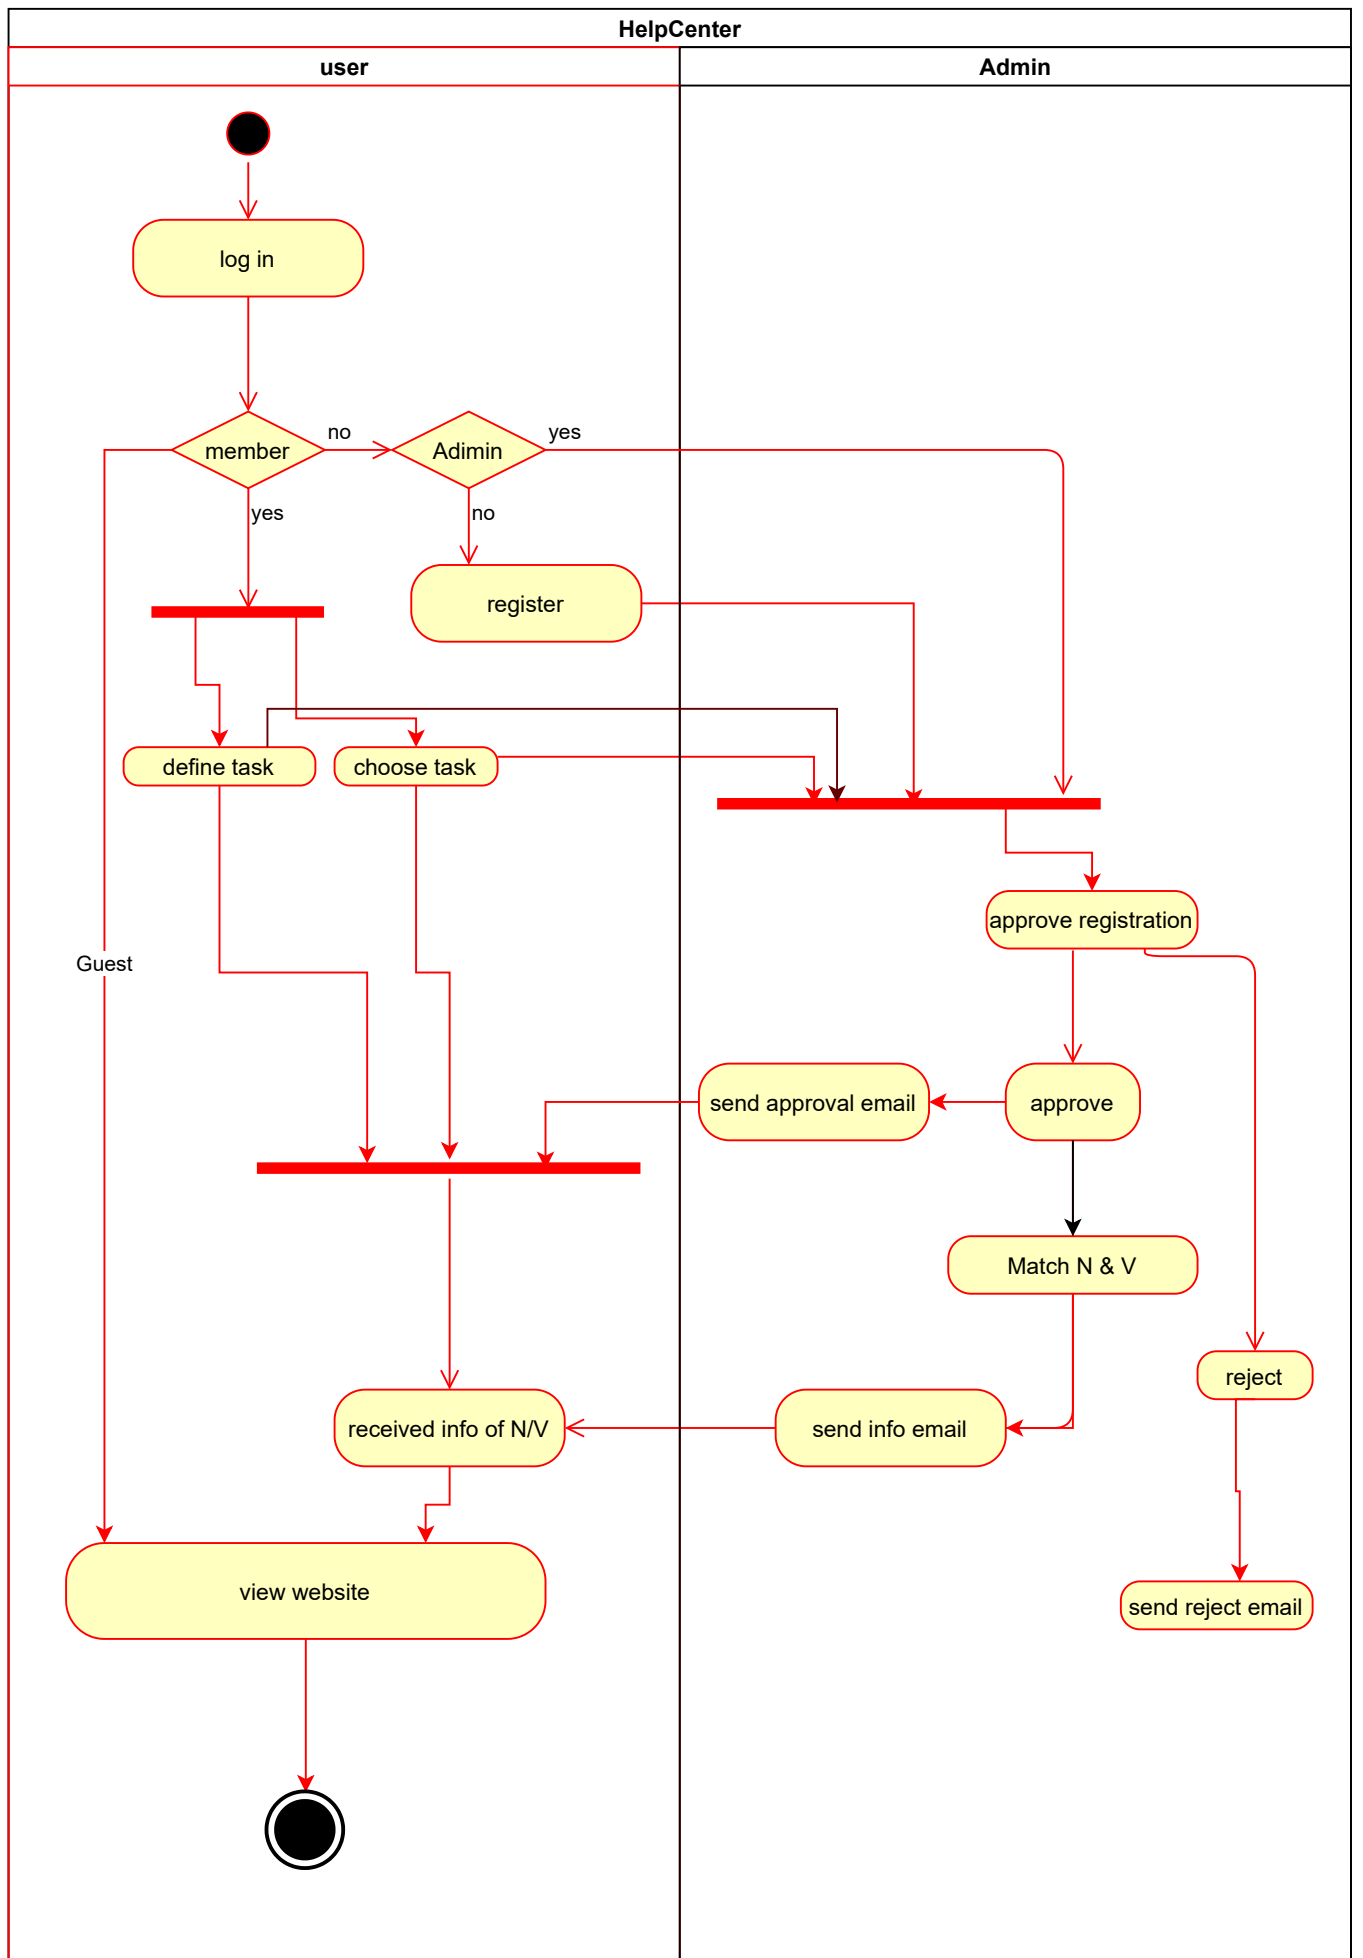 HelpCenter
user
Admin
log in
member
no
Adimin
yes
yes
no
register
define task
choose task
approve registration
Guest
send approval email
approve
Match N & V
reject
received info of N/V
send info email
view website
send reject email